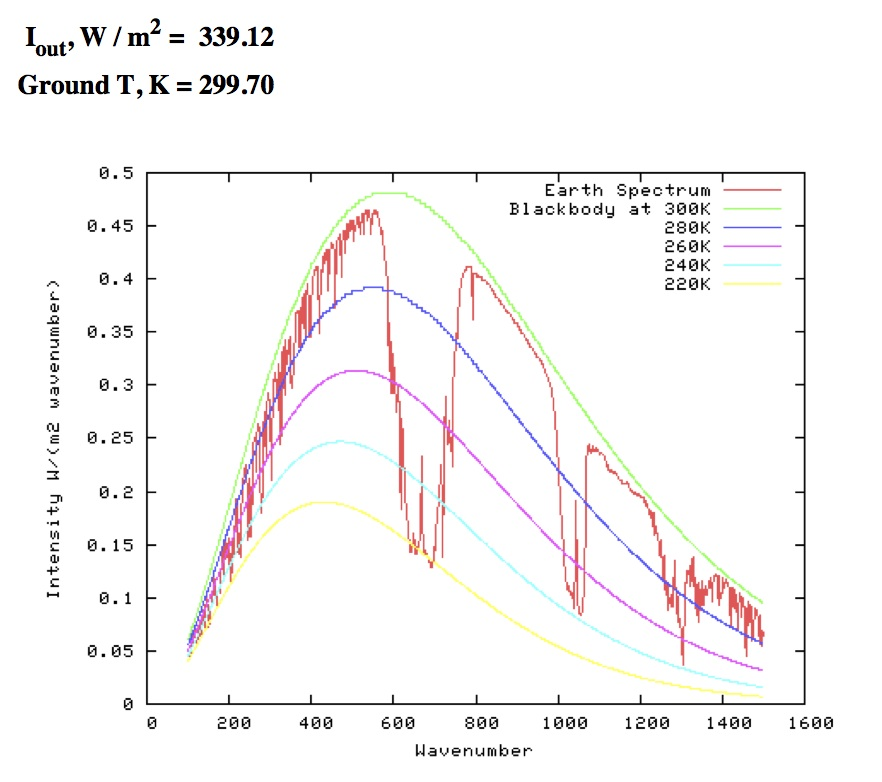 I_out, W / m² = 339.12
Ground T, K = 299.70
0.5
0.45
0.4
0.35
0.3
0.25
0.2
0.15
0.1
0.05
0
Intensity W/(m2 wavenumber)
Earth Spectrum
Blackbody at 300K
280K
260K
240K
220K
0 200 400 600 800 1000 1200 1400 1600
Wavenumber